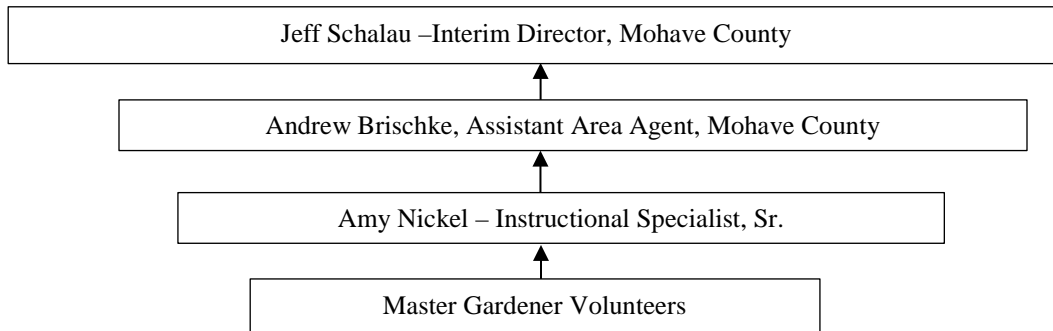 Jeff Schalau –Interim Director, Mohave County
Andrew Brischke, Assistant Area Agent, Mohave County
Amy Nickel – Instructional Specialist, Sr.
Master Gardener Volunteers